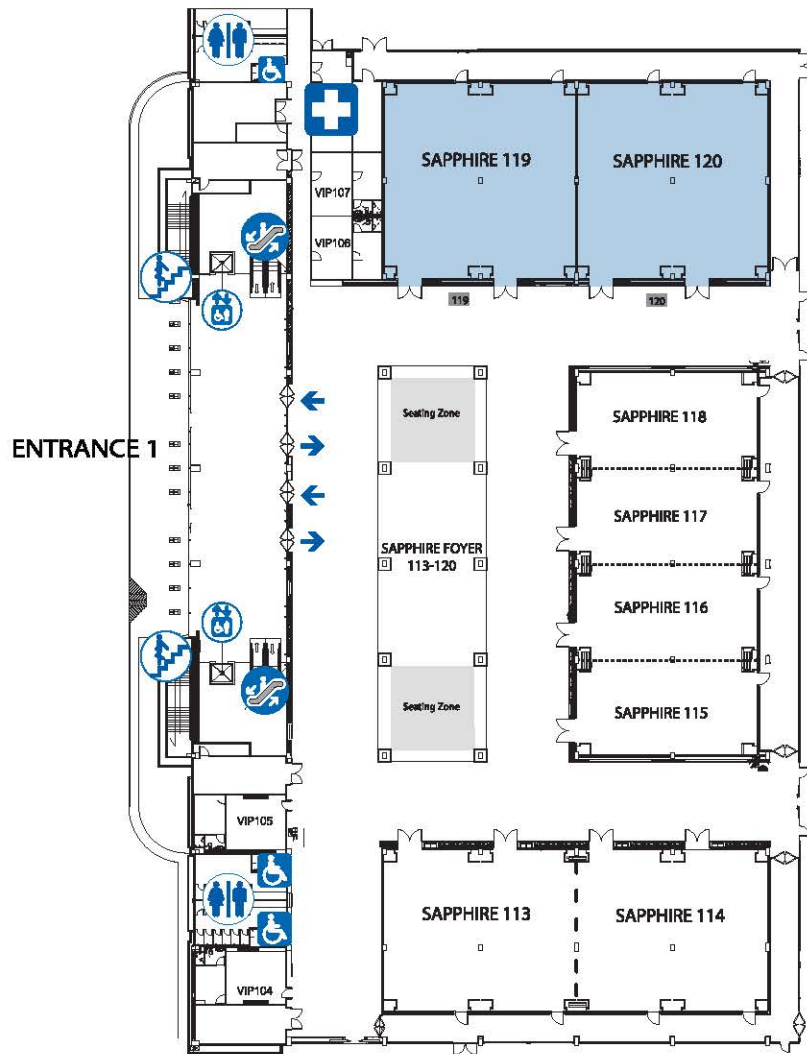 SAPPHIRE 119
SAPPHIRE 120
VIP107
VIP106
119
120
Seating Zone
SAPPHIRE 118
ENTRANCE 1
SAPPHIRE 117
SAPPHIRE FOYER
113-120
SAPPHIRE 116
Seating Zone
SAPPHIRE 115
VIP105
SAPPHIRE 113
SAPPHIRE 114
VIP104